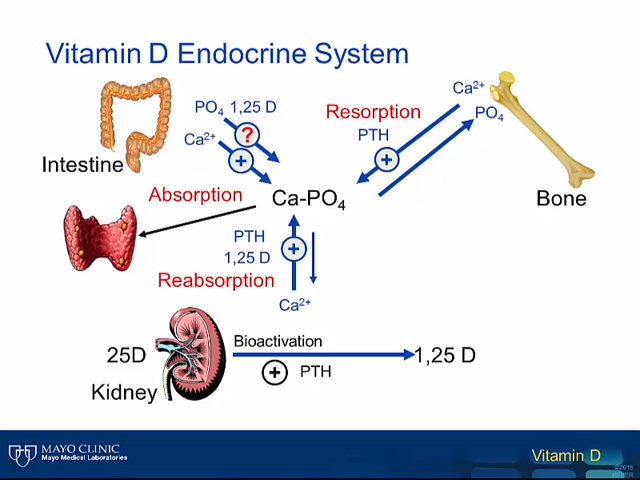 Vitamin D Endocrine System
PO₄ 1,25 D
Ca²⁺
?
+
Intestine
Absorption
Resorption
PTH
+
Ca²⁺
PO₄
Bone
Ca-PO₄
PTH
1,25 D
+
Reabsorption
Ca²⁺
25D
Kidney
Bioactivation
+ PTH
1,25 D
MAYO CLINIC
Mayo Medical Laboratories
Vitamin D
©2015